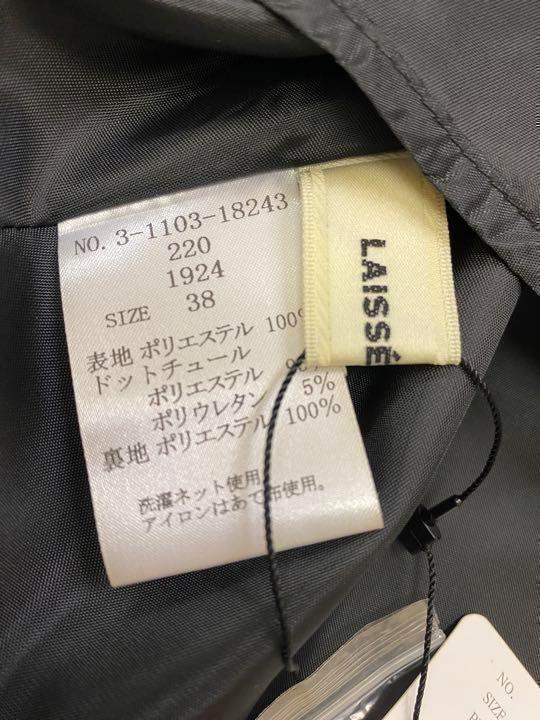 NO. 3-1103-18243
220
1924
SIZE 38
表地 ポリエステル 100%
ドットチュール
ポリエステル
ポリウレタン 5%
裏地 ポリエステル 100%
洗濯ネット使用
アイロンはあて布使用。
LAISSÉ
NO.
SIZE